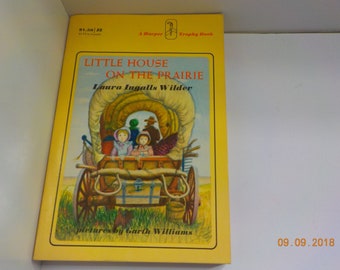 A Harper Trophy Book
LITTLE HOUSE
ON THE PRAIRIE
Laura Ingalls Wilder
pictures by Garth Williams
09.09.2018